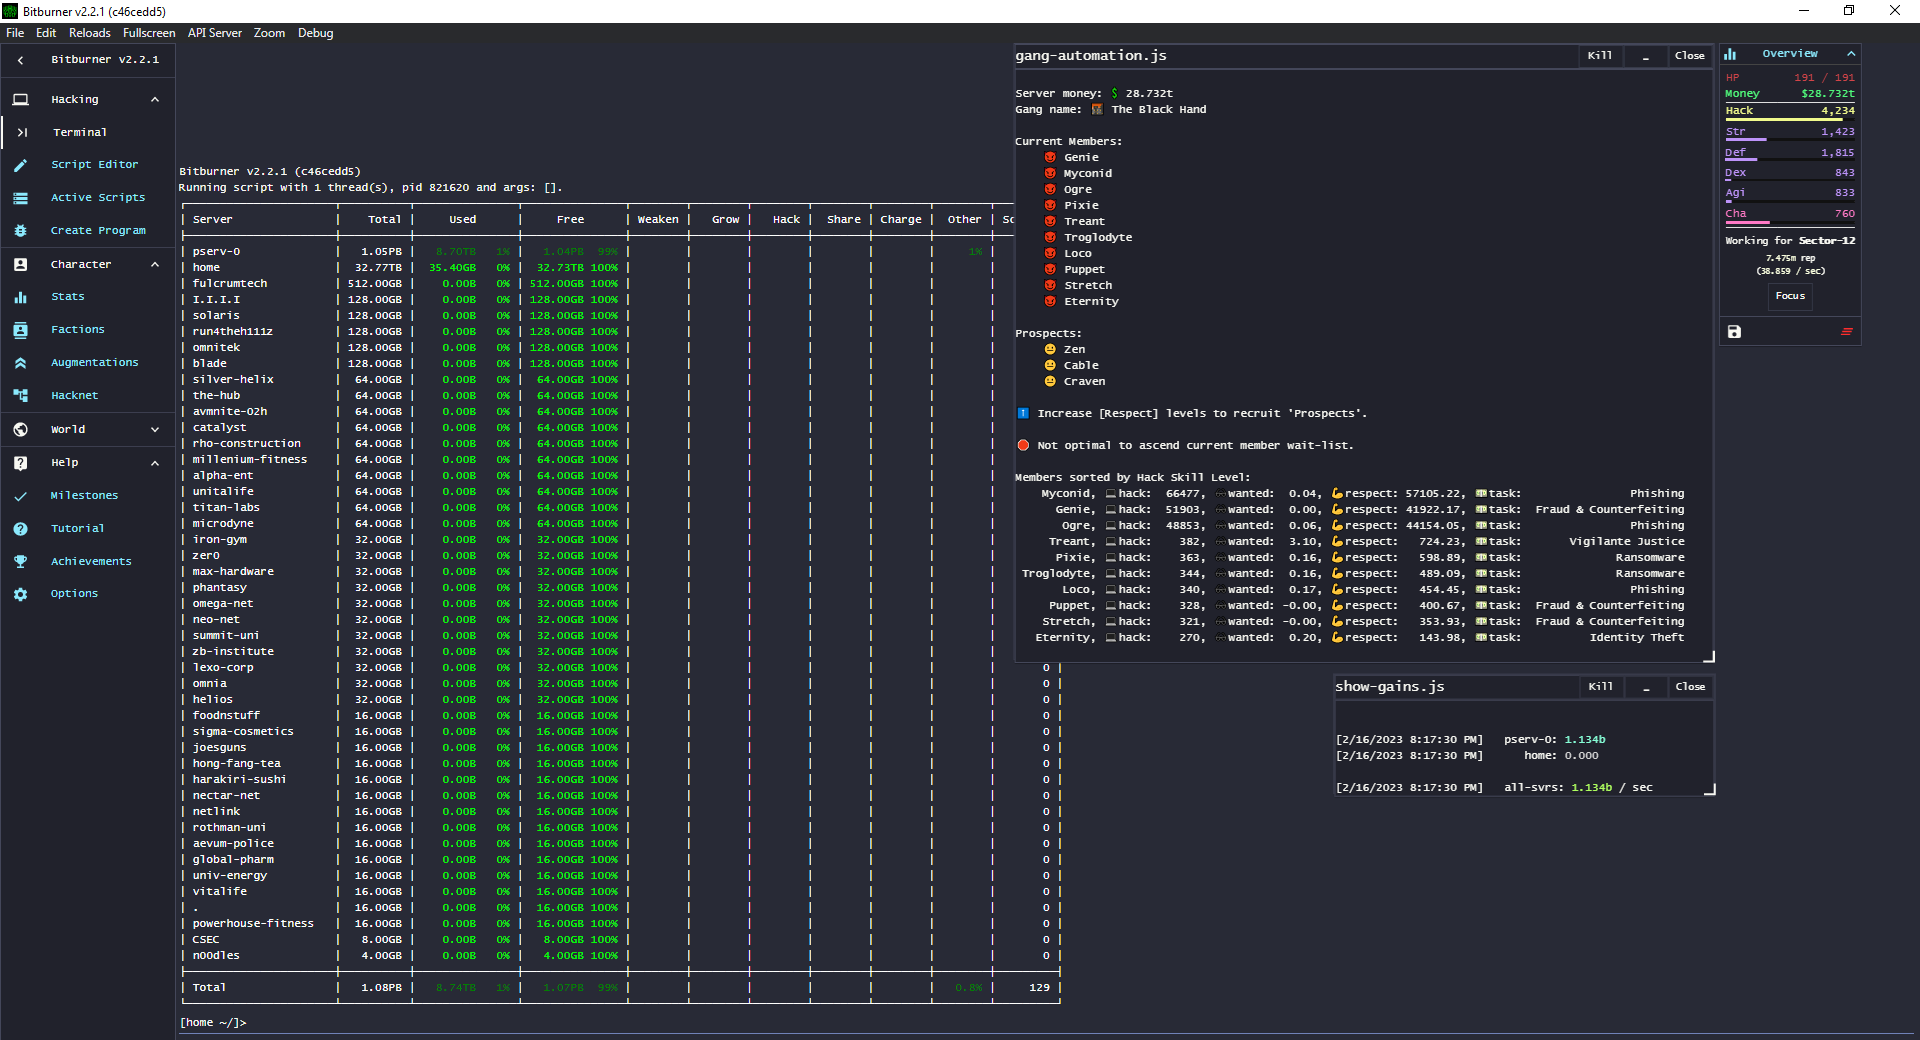 Bitburner v2.2.1 (c46cedd5)
File Edit Reloads Fullscreen API Server Zoom Debug
Bitburner v2.2.1
Hacking
Terminal
Script Editor
Active Scripts
Create Program
Character
Stats
Factions
Augmentations
Hacknet
World
Help
Milestones
Tutorial
Achievements
Options
Bitburner v2.2.1 (c46cedd5)
Running script with 1 thread(s), pid 821620 and args: [].
Server Total Used Free Weaken Grow Hack Share Charge Other Sc
pserv-0 1.05PB 8.70TB 1% 1.04PB 99% 1%
home 32.77TB 35.40GB 0% 32.73TB 100%
fulcrumtech 512.00GB 0.00B 0% 512.00GB 100%
I.I.I.I 128.00GB 0.00B 0% 128.00GB 100%
solaris 128.00GB 0.00B 0% 128.00GB 100%
run4theh111z 128.00GB 0.00B 0% 128.00GB 100%
omnitek 128.00GB 0.00B 0% 128.00GB 100%
blade 128.00GB 0.00B 0% 128.00GB 100%
silver-helix 64.00GB 0.00B 0% 64.00GB 100%
the-hub 64.00GB 0.00B 0% 64.00GB 100%
avmnite-02h 64.00GB 0.00B 0% 64.00GB 100%
catalyst 64.00GB 0.00B 0% 64.00GB 100%
rho-construction 64.00GB 0.00B 0% 64.00GB 100%
millenium-fitness 64.00GB 0.00B 0% 64.00GB 100%
alpha-ent 64.00GB 0.00B 0% 64.00GB 100%
unitalife 64.00GB 0.00B 0% 64.00GB 100%
titan-labs 64.00GB 0.00B 0% 64.00GB 100%
microdyne 64.00GB 0.00B 0% 64.00GB 100%
iron-gym 32.00GB 0.00B 0% 32.00GB 100%
zer0 32.00GB 0.00B 0% 32.00GB 100%
max-hardware 32.00GB 0.00B 0% 32.00GB 100%
phantasy 32.00GB 0.00B 0% 32.00GB 100%
omega-net 32.00GB 0.00B 0% 32.00GB 100%
neo-net 32.00GB 0.00B 0% 32.00GB 100%
summit-uni 32.00GB 0.00B 0% 32.00GB 100%
zb-institute 32.00GB 0.00B 0% 32.00GB 100%
lexo-corp 32.00GB 0.00B 0% 32.00GB 100% 0
omnia 32.00GB 0.00B 0% 32.00GB 100% 0
helios 32.00GB 0.00B 0% 32.00GB 100% 0
foodnstuff 16.00GB 0.00B 0% 16.00GB 100% 0
sigma-cosmetics 16.00GB 0.00B 0% 16.00GB 100% 0
joesguns 16.00GB 0.00B 0% 16.00GB 100% 0
hong-fang-tea 16.00GB 0.00B 0% 16.00GB 100% 0
harakiri-sushi 16.00GB 0.00B 0% 16.00GB 100% 0
nectar-net 16.00GB 0.00B 0% 16.00GB 100% 0
netlink 16.00GB 0.00B 0% 16.00GB 100% 0
rothman-uni 16.00GB 0.00B 0% 16.00GB 100% 0
aevum-police 16.00GB 0.00B 0% 16.00GB 100% 0
global-pharm 16.00GB 0.00B 0% 16.00GB 100% 0
univ-energy 16.00GB 0.00B 0% 16.00GB 100% 0
vitalife 16.00GB 0.00B 0% 16.00GB 100% 0
. 16.00GB 0.00B 0% 16.00GB 100% 0
powerhouse-fitness 16.00GB 0.00B 0% 16.00GB 100% 0
CSEC 8.00GB 0.00B 0% 8.00GB 100% 0
n00dles 4.00GB 0.00B 0% 4.00GB 100% 0
Total 1.08PB 8.74TB 1% 1.07PB 99% 0.8% 129
[home ~/]>
gang-automation.js Kill _ Close
Server money: $ 28.732t
Gang name: The Black Hand
Current Members:
Genie
Myconid
Ogre
Pixie
Treant
Troglodyte
Loco
Puppet
Stretch
Eternity
Prospects:
Zen
Cable
Craven
Increase [Respect] levels to recruit 'Prospects'.
Not optimal to ascend current member wait-list.
Members sorted by Hack Skill Level:
Myconid, hack: 66477, wanted: 0.04, respect: 57105.22, task: Phishing
Genie, hack: 51903, wanted: 0.00, respect: 41922.17, task: Fraud & Counterfeiting
Ogre, hack: 48853, wanted: 0.06, respect: 44154.05, task: Phishing
Treant, hack: 382, wanted: 3.10, respect: 724.23, task: Vigilante Justice
Pixie, hack: 363, wanted: 0.16, respect: 598.89, task: Ransomware
Troglodyte, hack: 344, wanted: 0.16, respect: 489.09, task: Ransomware
Loco, hack: 340, wanted: 0.17, respect: 454.45, task: Phishing
Puppet, hack: 328, wanted: -0.00, respect: 400.67, task: Fraud & Counterfeiting
Stretch, hack: 321, wanted: -0.00, respect: 353.93, task: Fraud & Counterfeiting
Eternity, hack: 270, wanted: 0.20, respect: 143.98, task: Identity Theft
show-gains.js Kill _ Close
[2/16/2023 8:17:30 PM] pserv-0: 1.134b
[2/16/2023 8:17:30 PM] home: 0.000
[2/16/2023 8:17:30 PM] all-svrs: 1.134b / sec
Overview
HP 191 / 191
Money $28.732t
Hack 4,234
Str 1,423
Def 1,815
Dex 843
Agi 833
Cha 760
Working for Sector-12
7.475m rep
(38.859 / sec)
Focus